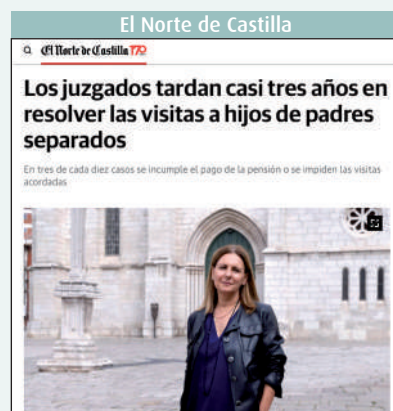 El Norte de Castilla
El Norte de Castilla 170
Los juzgados tardan casi tres años en
resolver las visitas a hijos de padres
separados
En tres de cada diez casos se incumple el pago de la pensión o se impiden las visitas
acordadas